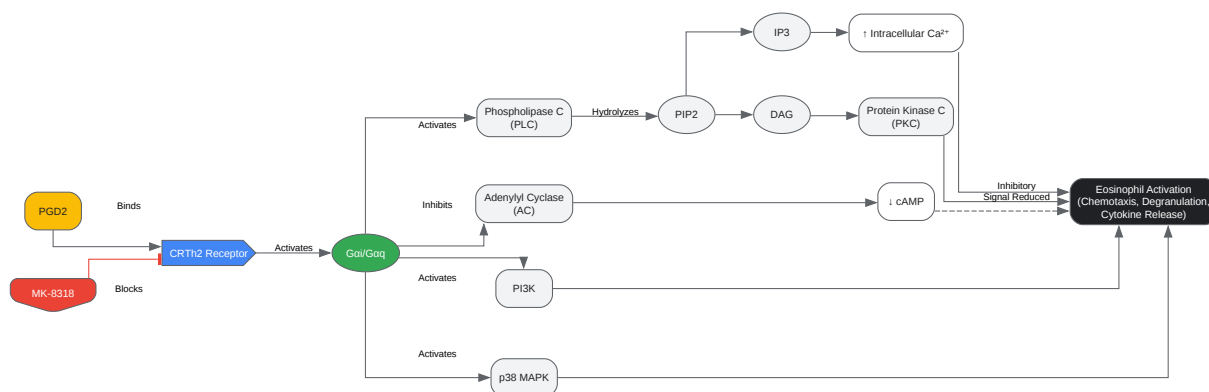 IP3
↑ Intracellular Ca²⁺
Phospholipase C
(PLC)
Activates
Hydrolyzes
PIP2
DAG
Protein Kinase C
(PKC)
PGD2
Binds
Inhibits
Adenylyl Cyclase
(AC)
↓ cAMP
Inhibitory
Signal Reduced
Eosinophil Activation
(Chemotaxis, Degranulation,
Cytokine Release)
CRTh2 Receptor
Activates
Gαi/Gαq
MK-8318
Blocks
Activates
PI3K
Activates
p38 MAPK